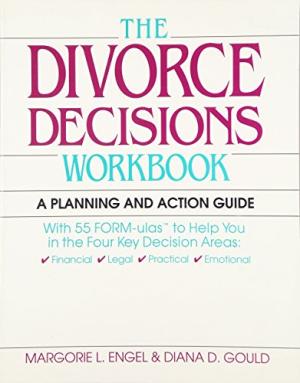 THE
DIVORCE
DECISIONS
WORKBOOK
A PLANNING AND ACTION GUIDE
With 55 FORM-ulas™ to Help You
in the Four Key Decision Areas:
✔ Financial ✔ Legal ✔ Practical ✔ Emotional
MARGORIE L. ENGEL & DIANA D. GOULD